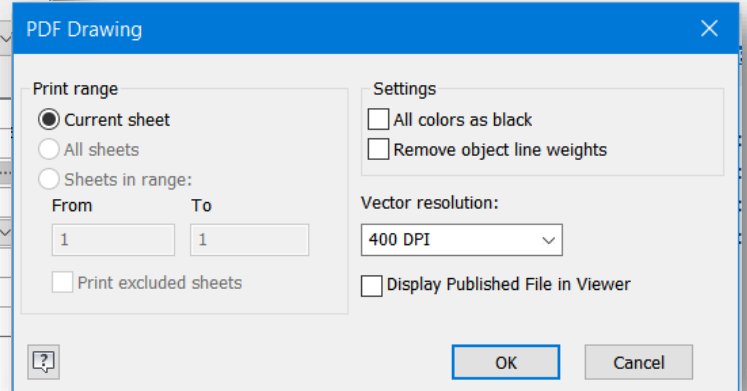 PDF Drawing
Print range
Current sheet
All sheets
Sheets in range:
From To
1 1
Print excluded sheets
Settings
All colors as black
Remove object line weights
Vector resolution:
400 DPI
Display Published File in Viewer
?
OK Cancel